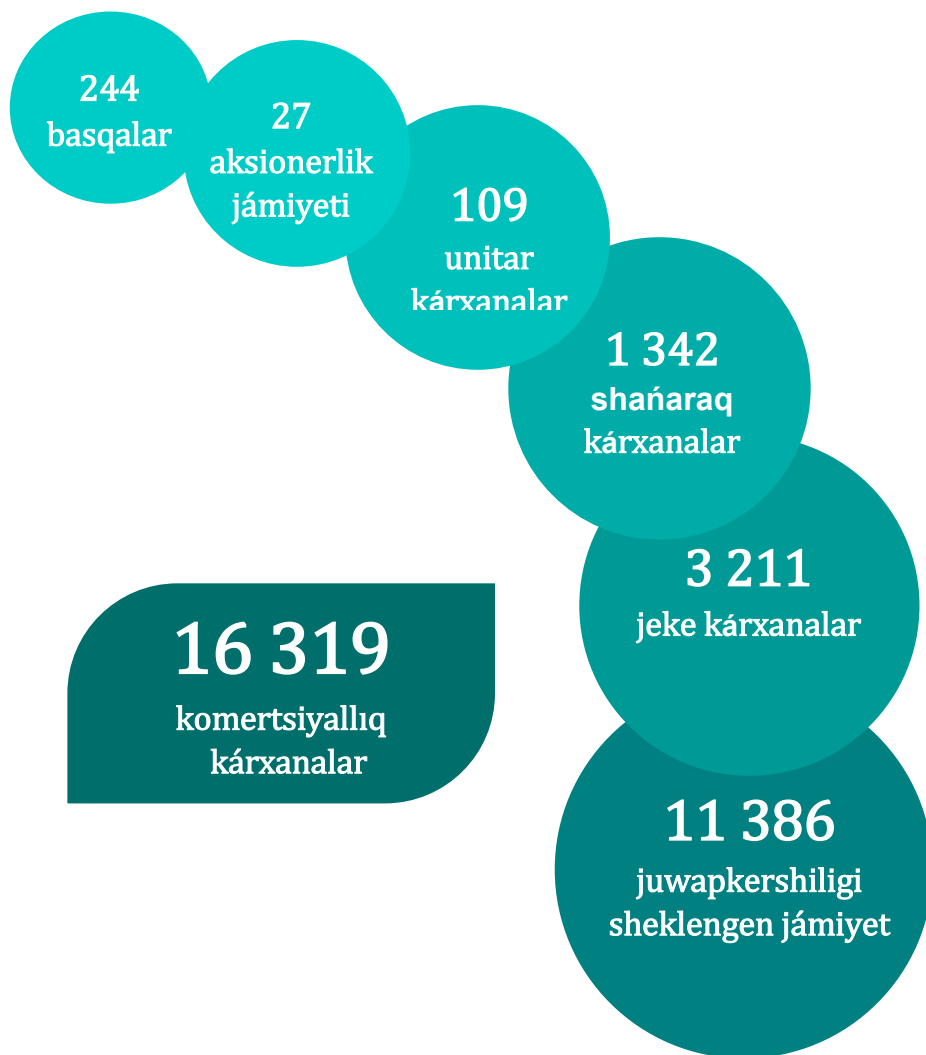 244
basqalar
27
aksionerlik
jámiyeti
109
unitar
kárxanalar
1 342
shańaraq
kárxanalar
3 211
jeke kárxanalar
16 319
komertsiyallıq
kárxanalar
11 386
juwapkershiligi
sheklengen jámiyet